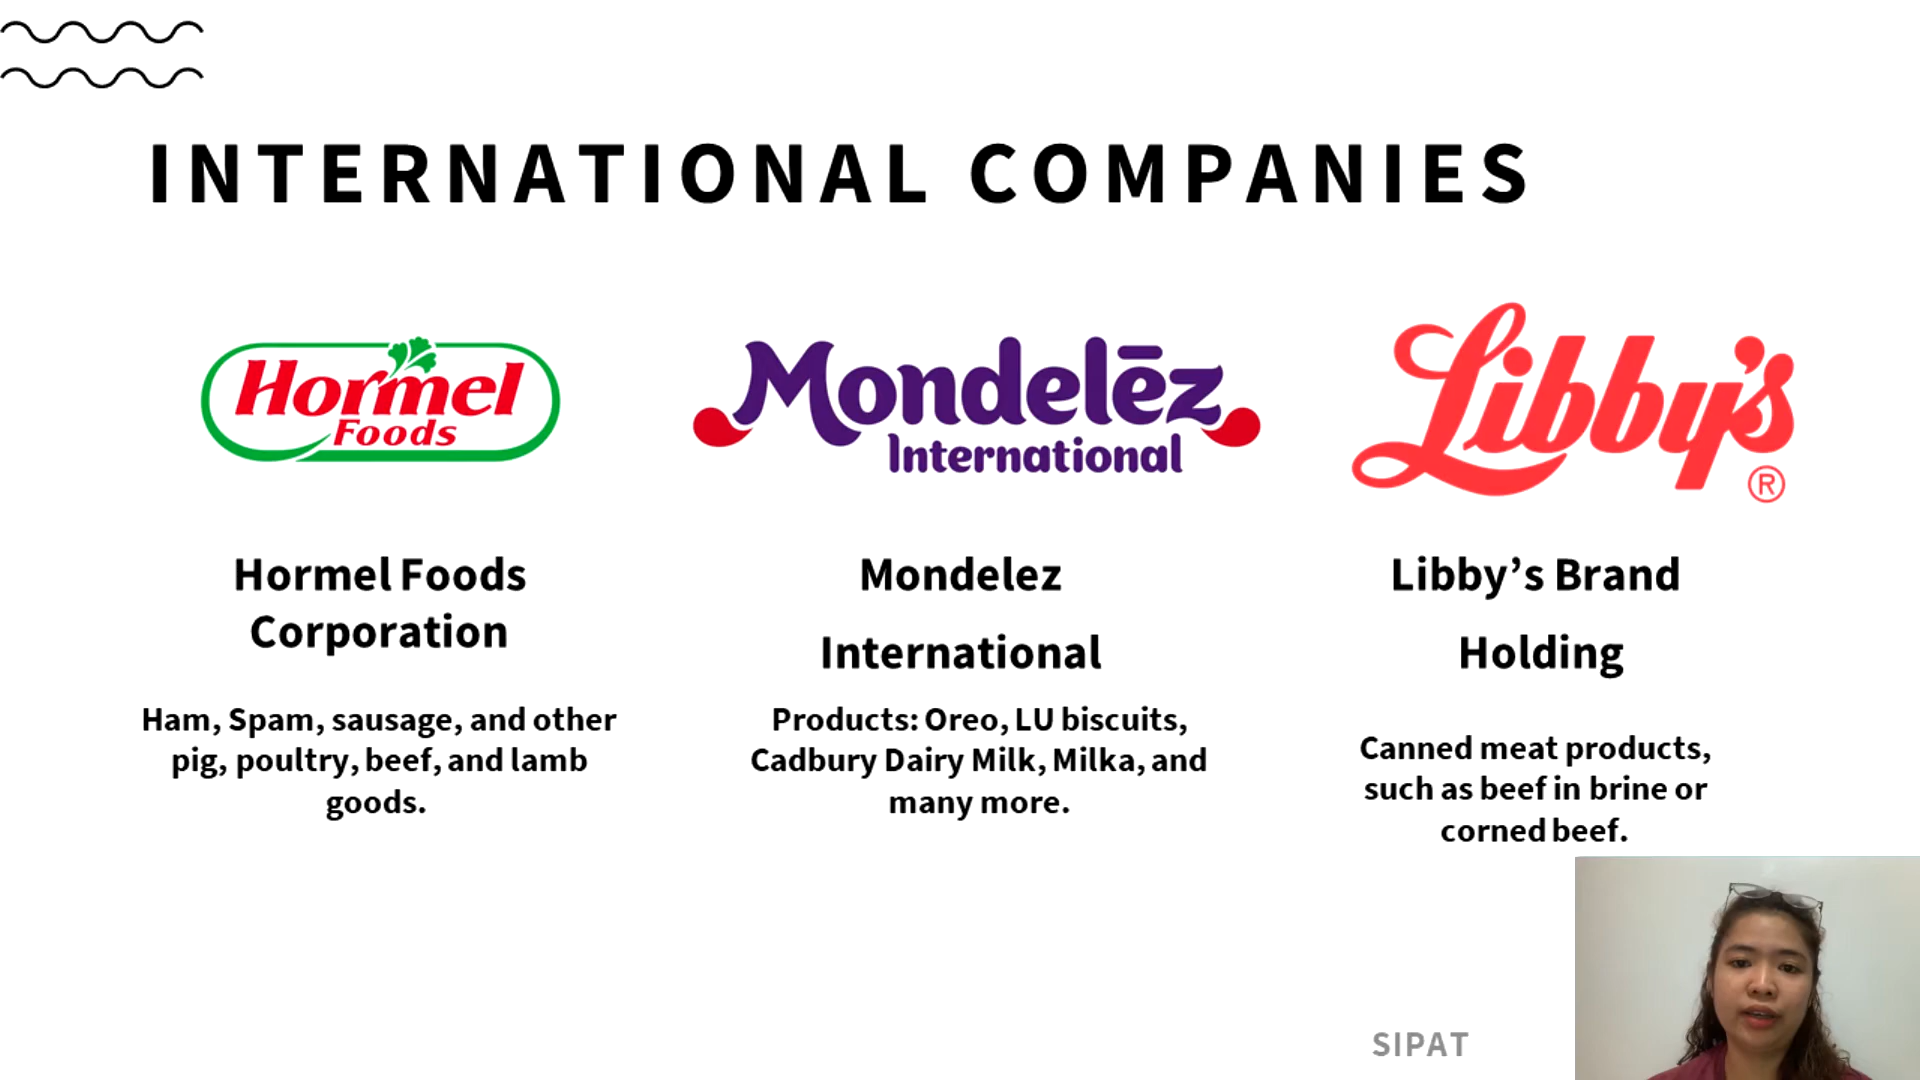 INTERNATIONAL COMPANIES
Hormel
Foods
Mondelēz
International
Libby's
®
Hormel Foods
Corporation
Ham, Spam, sausage, and other
pig, poultry, beef, and lamb
goods.
Mondelez
International
Products: Oreo, LU biscuits,
Cadbury Dairy Milk, Milka, and
many more.
Libby’s Brand
Holding
Canned meat products,
such as beef in brine or
corned beef.
SIPAT